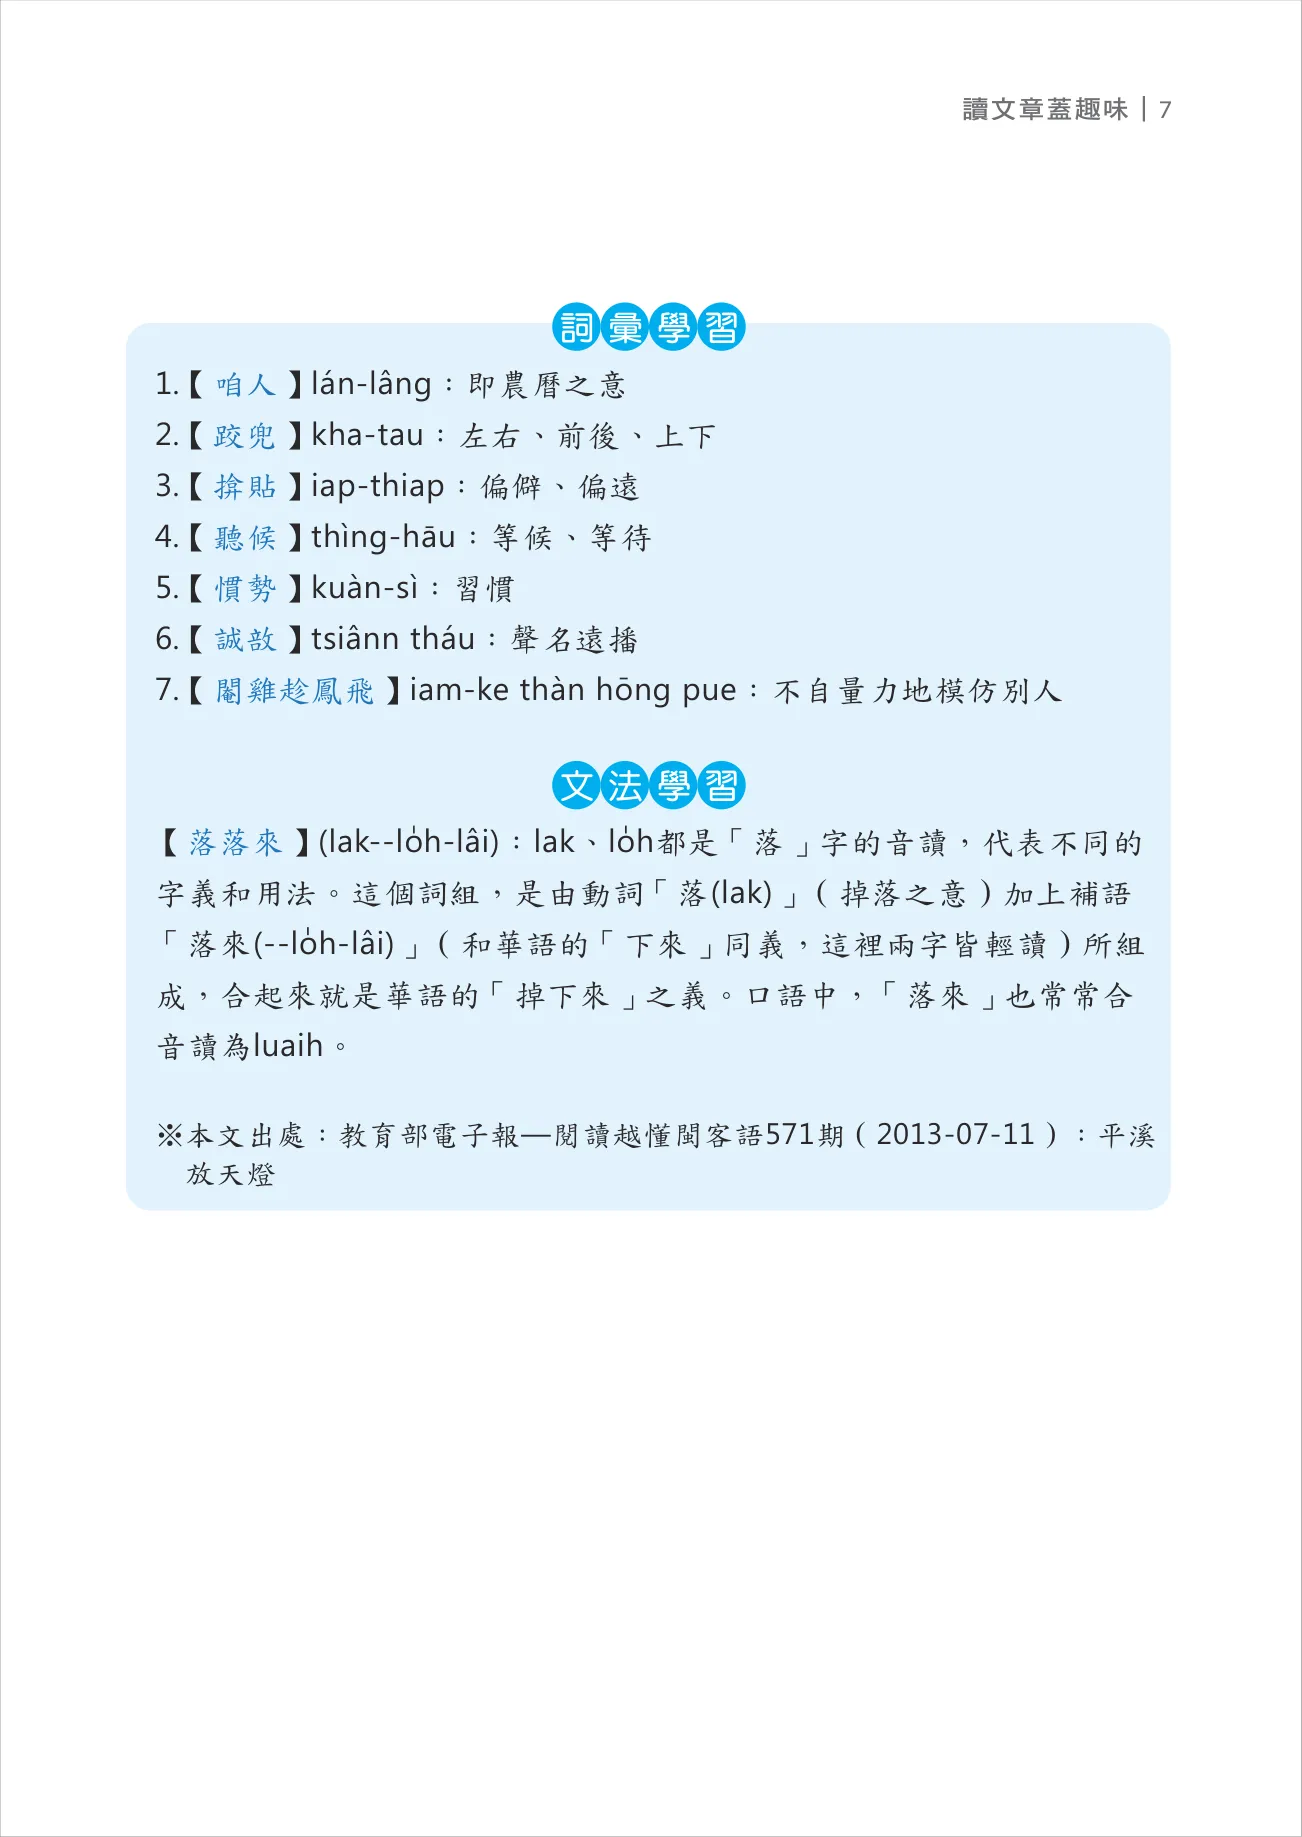 讀文章蓋趣味｜7
詞彙學習
1.【咱人】lán-lâng：即農曆之意
2.【跤兜】kha-tau：左右、前後、上下
3.【揜貼】iap-thiap：偏僻、偏遠
4.【聽候】thìng-hāu：等候、等待
5.【慣勢】kuàn-sì：習慣
6.【誠敨】tsiânn tháu：聲名遠播
7.【閹雞趁鳳飛】iam-ke thàn hōng pue：不自量力地模仿別人
文法學習
【落落來】(lak--lo̍h-lâi)：lak、lo̍h都是「落」字的音讀，代表不同的
字義和用法。這個詞組，是由動詞「落(lak)」（掉落之意）加上補語
「落來(--lo̍h-lâi)」（和華語的「下來」同義，這裡兩字皆輕讀）所組
成，合起來就是華語的「掉下來」之義。口語中，「落來」也常常合
音讀為luaih。
※本文出處：教育部電子報—閱讀越懂閩客語571期（2013-07-11）：平溪
放天燈